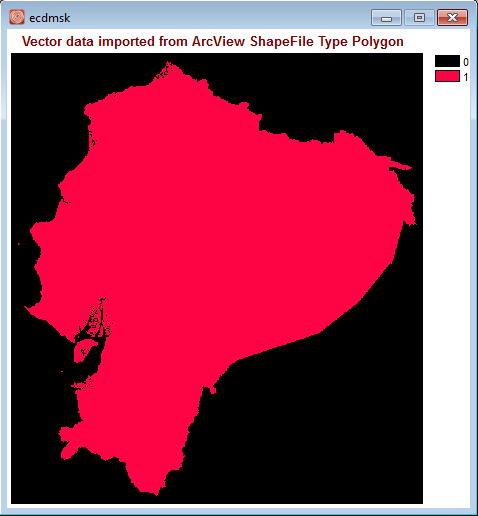 ecdmsk
Vector data imported from ArcView ShapeFile Type Polygon
0
1